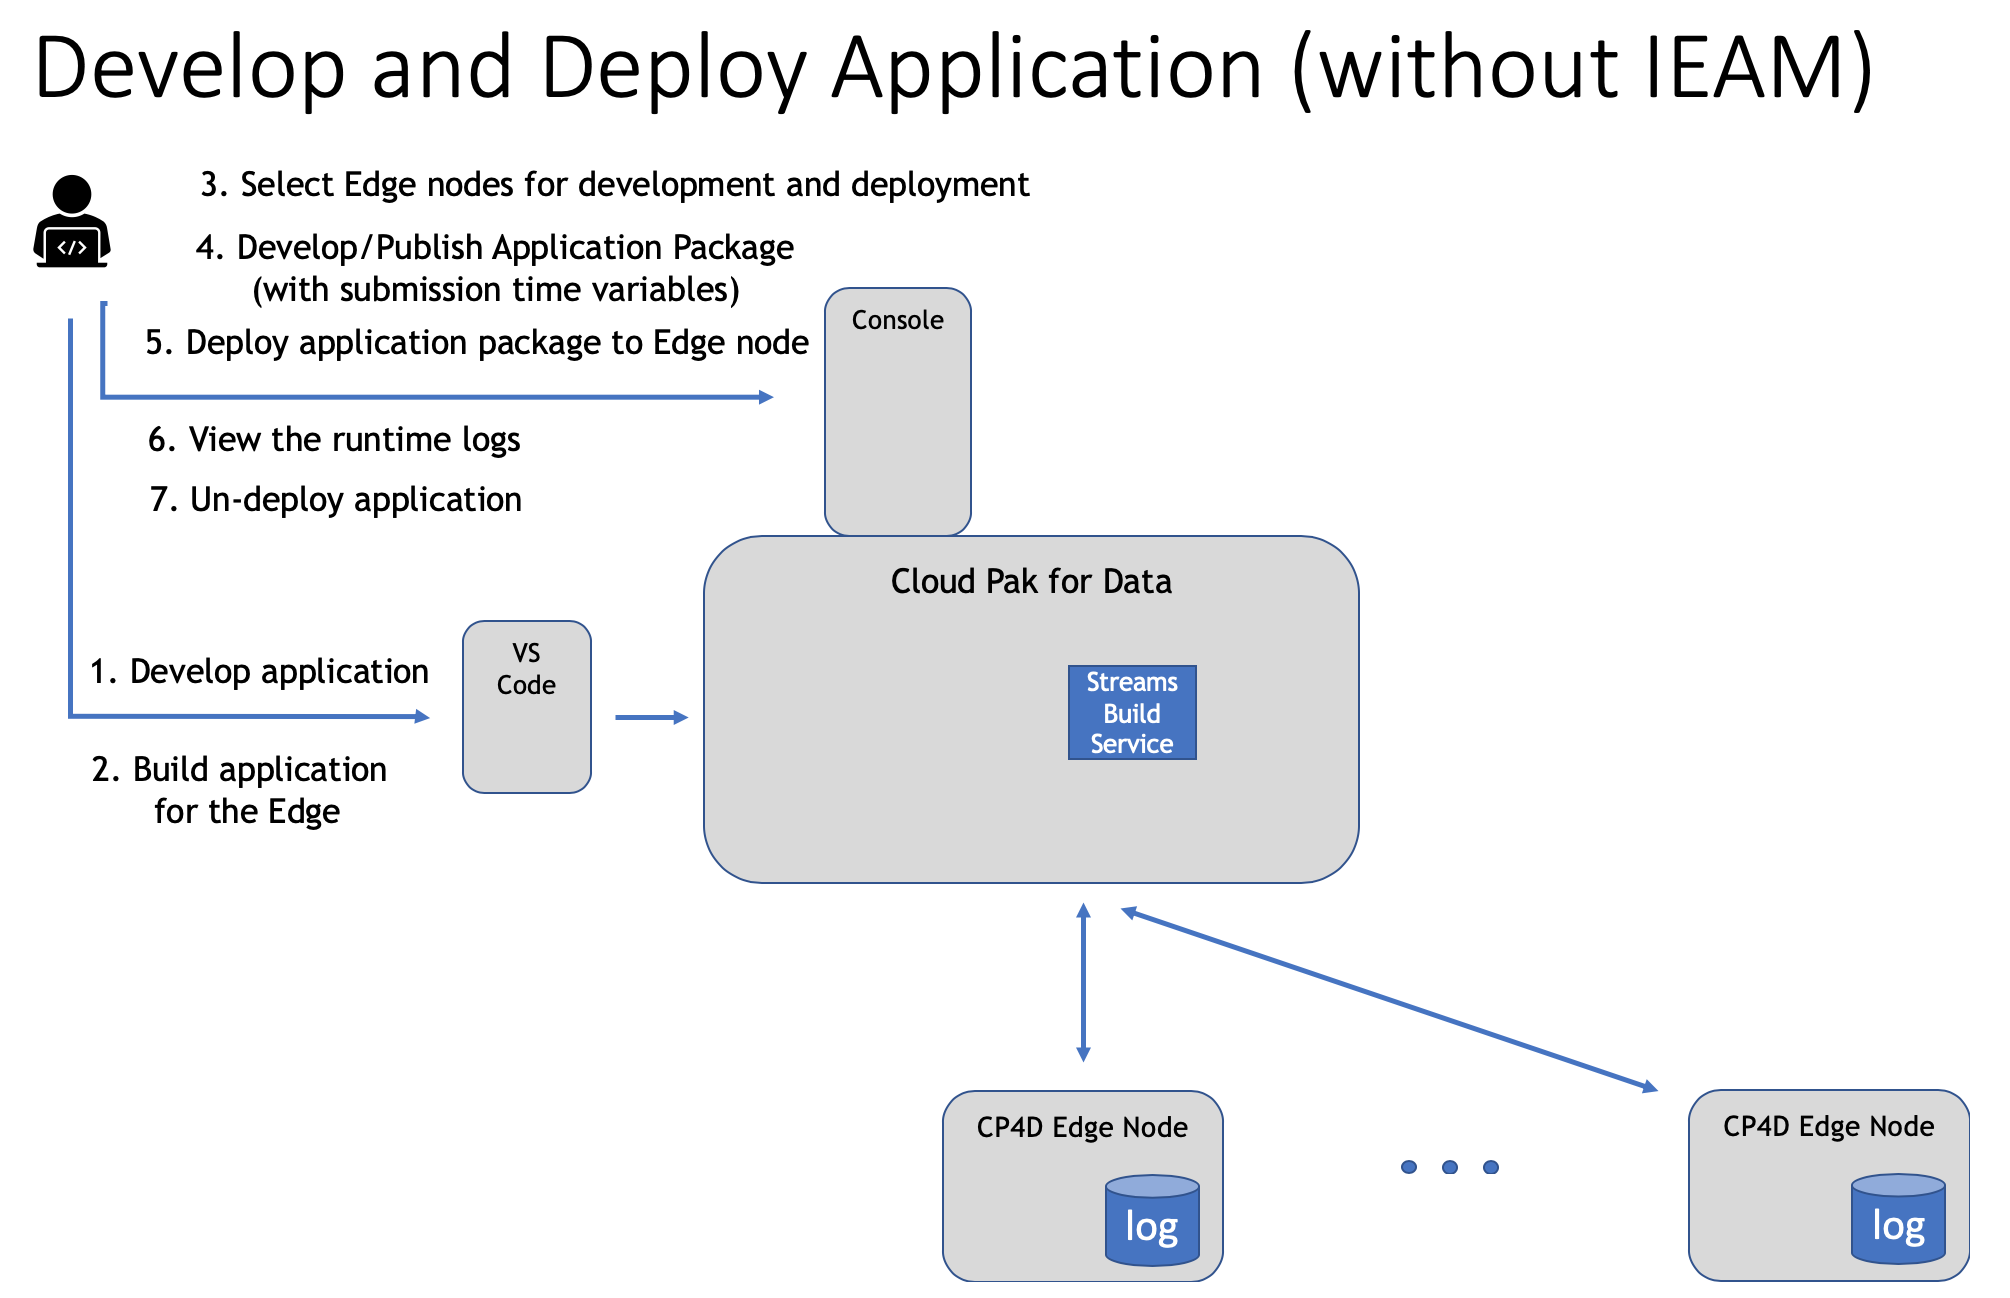 Develop and Deploy Application (without IEAM)
</>
3. Select Edge nodes for development and deployment
4. Develop/Publish Application Package
(with submission time variables)
5. Deploy application package to Edge node
Console
6. View the runtime logs
7. Un-deploy application
Cloud Pak for Data
1. Develop application
VS
Code
Streams
Build
Service
2. Build application
for the Edge
CP4D Edge Node
log
CP4D Edge Node
log